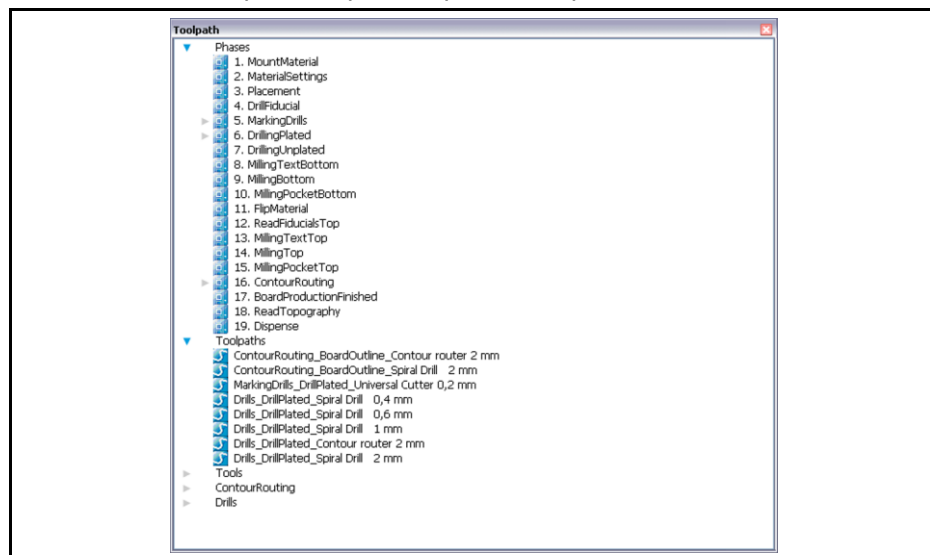 Toolpath
Phases
1. MountMaterial
2. MaterialSettings
3. Placement
4. DrillFiducial
5. MarkingDrills
6. DrillingPlated
7. DrillingUnplated
8. MillingTextBottom
9. MillingBottom
10. MillingPocketBottom
11. FlipMaterial
12. ReadFiducialsTop
13. MillingTextTop
14. MillingTop
15. MillingPocketTop
16. ContourRouting
17. BoardProductionFinished
18. ReadTopography
19. Dispense
Toolpaths
ContourRouting_BoardOutline_Contour router 2 mm
ContourRouting_BoardOutline_Spiral Drill 2 mm
MarkingDrills_DrillPlated_Universal Cutter 0,2 mm
Drills_DrillPlated_Spiral Drill 0,4 mm
Drills_DrillPlated_Spiral Drill 0,6 mm
Drills_DrillPlated_Spiral Drill 1 mm
Drills_DrillPlated_Contour router 2 mm
Drills_DrillPlated_Spiral Drill 2 mm
Tools
ContourRouting
Drills